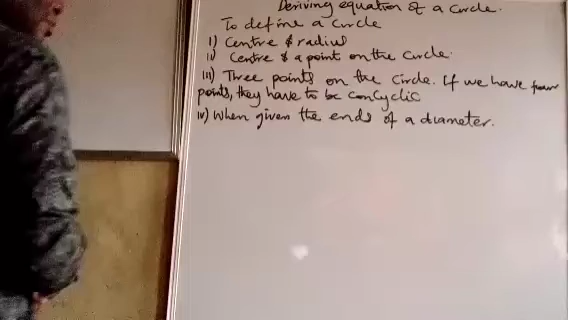 Deriving equation of a circle.
To define a circle
i) Centre & radius
ii) Centre & a point on the circle.
iii) Three points on the circle. If we have four
points, they have to be concyclic
iv) When given the ends of a diameter.